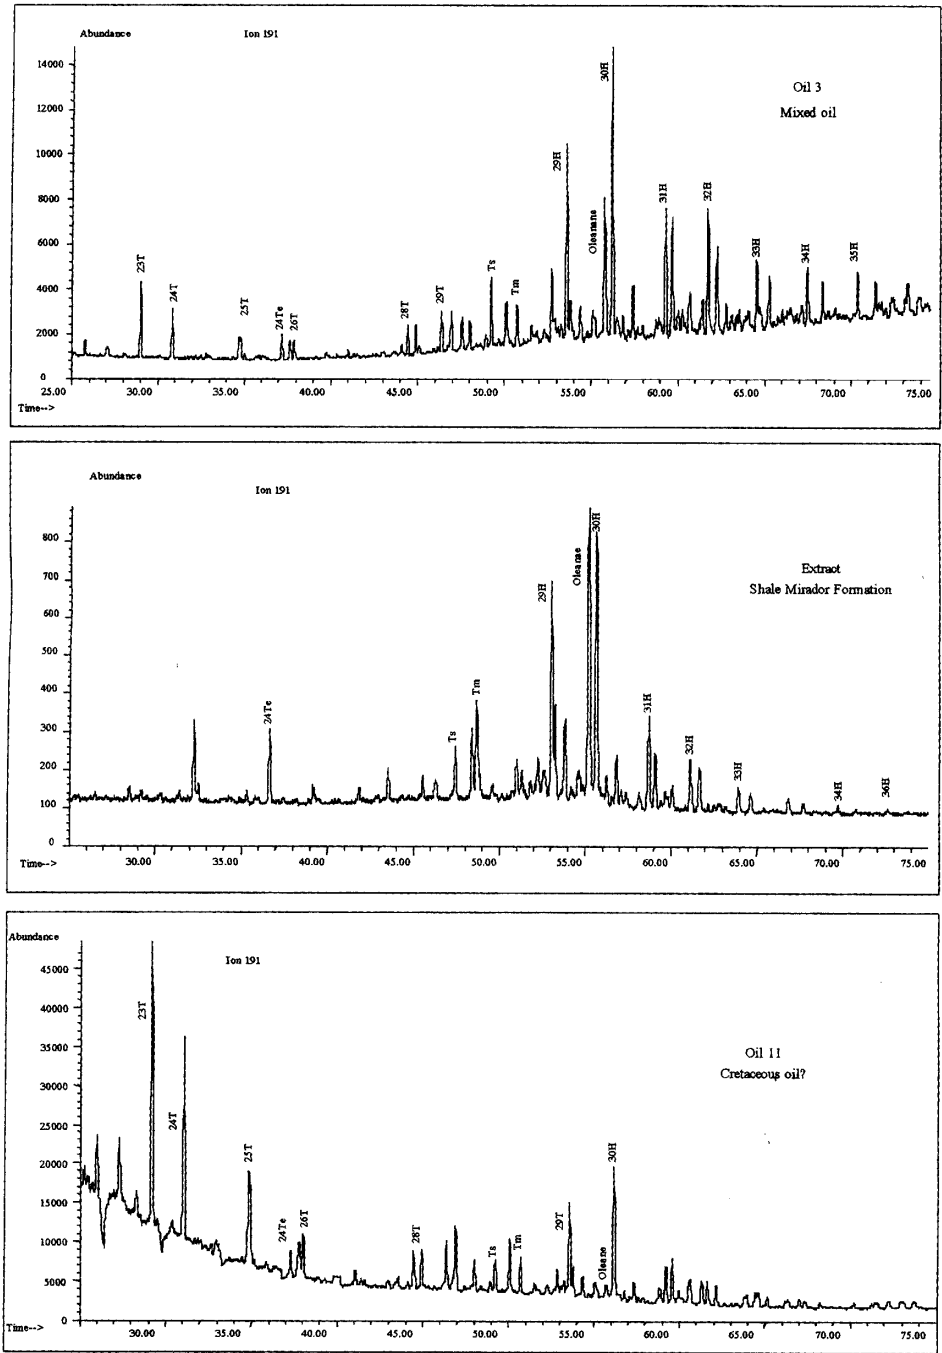 Abundance
Ion 191
14000
12000
10000
8000
6000
4000
2000
0
23T
24T
25T
24Te
26T
28T
29T
Ts
Tm
29H
Oleanane
30H
31H
32H
33H
34H
35H
Oil 3
Mixed oil
25.00 30.00 35.00 40.00 45.00 50.00 55.00 60.00 65.00 70.00 75.00
Time-->
Abundance
Ion 191
800
700
600
500
400
300
200
100
0
24Te
Ts
Tm
29H
Oleanae
30H
31H
32H
33H
34H
36H
Extract
Shale Mirador Formation
30.00 35.00 40.00 45.00 50.00 55.00 60.00 65.00 70.00 75.00
Time-->
Abundance
Ion 191
45000
40000
35000
30000
25000
20000
15000
10000
5000
0
23T
24T
25T
24Te
26T
28T
Ts
Tm
29T
Oleane
30H
Oil 11
Cretaceous oil?
30.00 35.00 40.00 45.00 50.00 55.00 60.00 65.00 70.00 75.00
Time-->